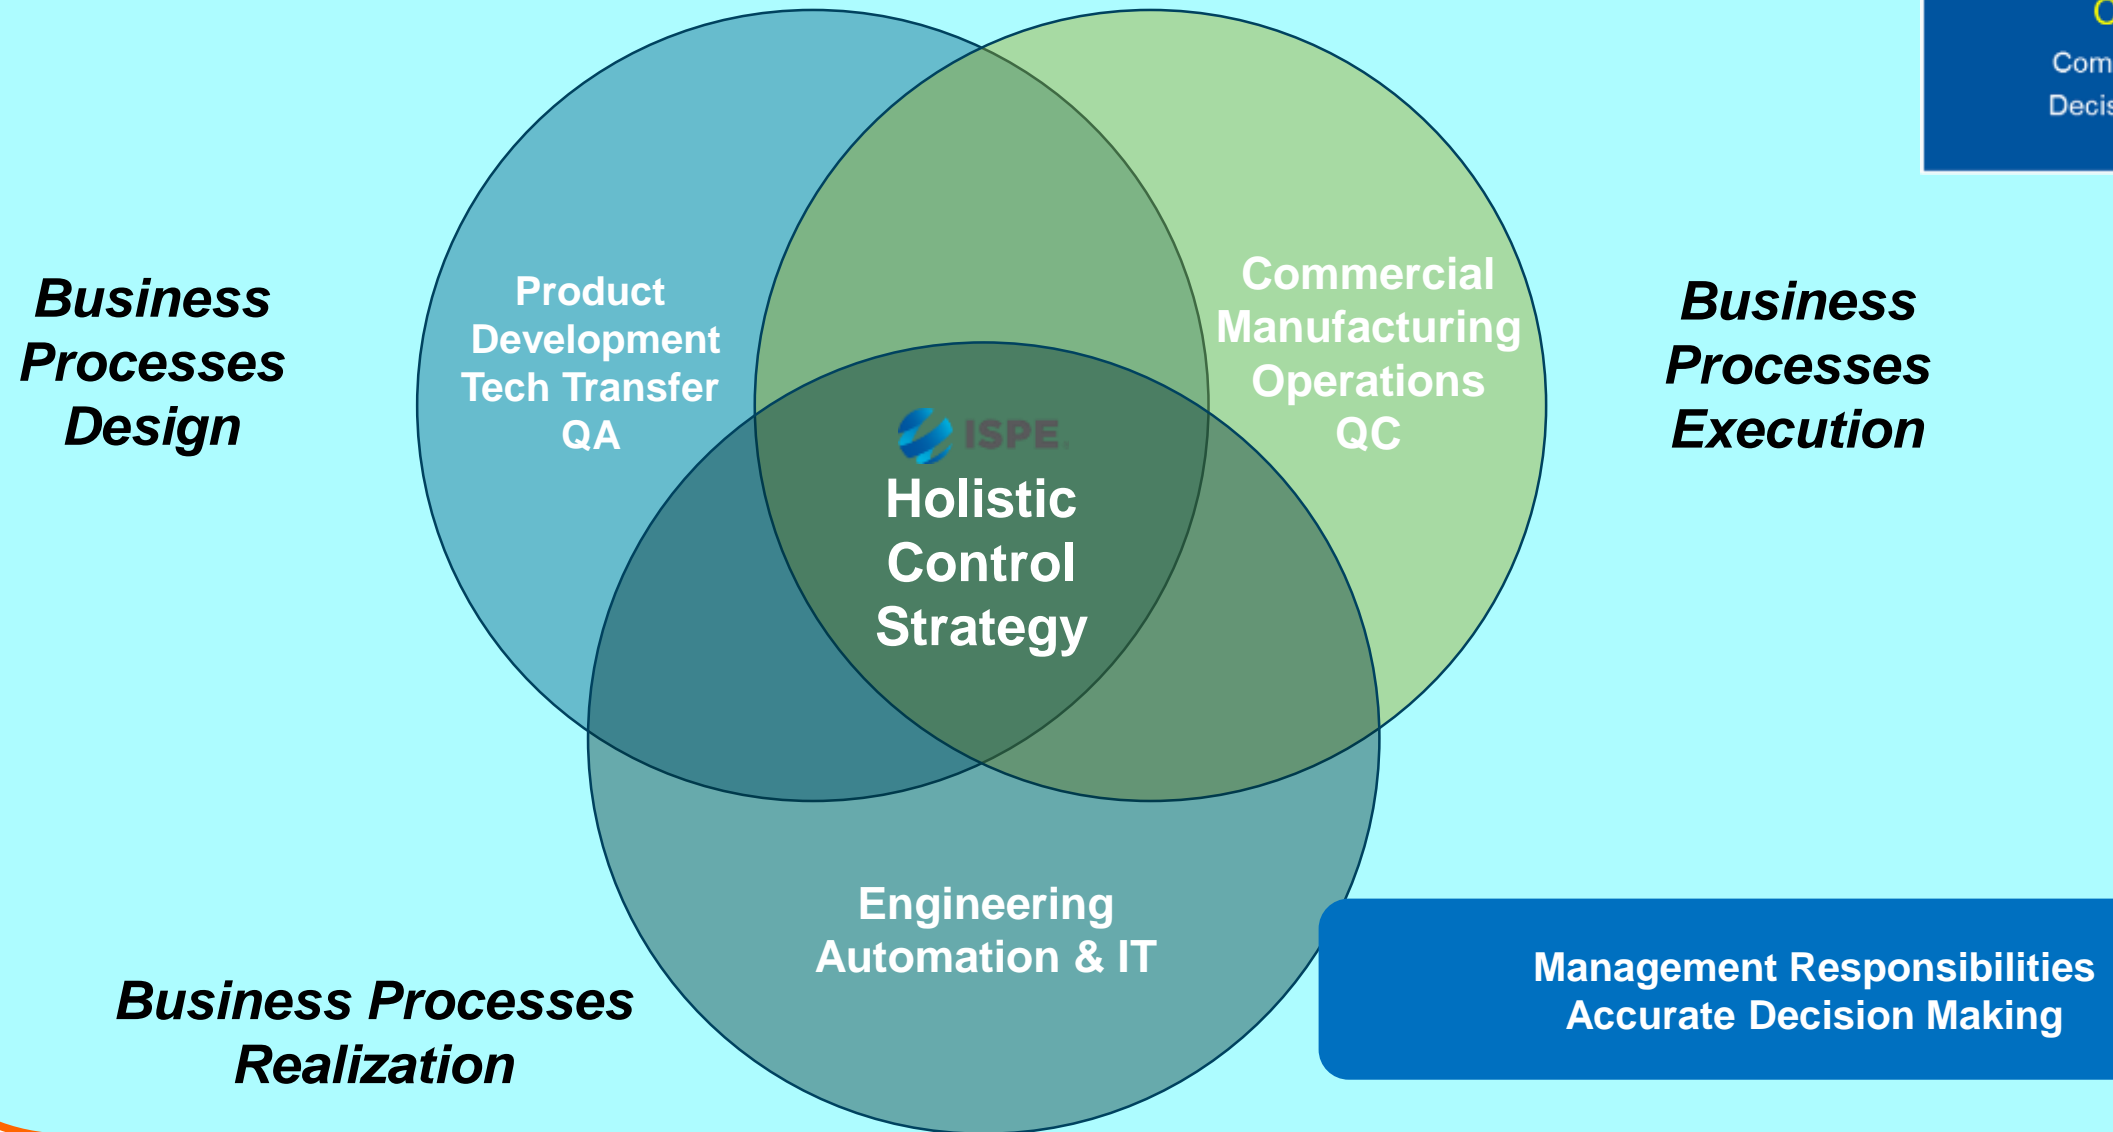 Business
Processes
Design
Product
Development
Tech Transfer
QA
Commercial
Manufacturing
Operations
QC
Business
Processes
Execution
ISPE
Holistic
Control
Strategy
Engineering
Automation & IT
Business Processes
Realization
Management Responsibilities
Accurate Decision Making